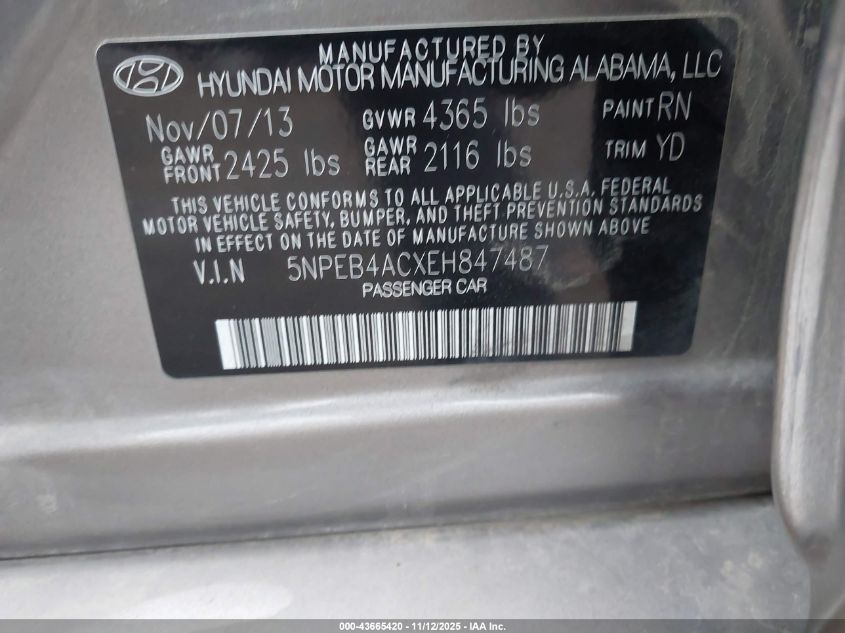 MANUFACTURED BY
HYUNDAI MOTOR MANUFACTURING ALABAMA, LLC
Nov/07/13 GVWR 4365 lbs PAINT RN
GAWR FRONT 2425 lbs GAWR REAR 2116 lbs TRIM YD
THIS VEHICLE CONFORMS TO ALL APPLICABLE U.S.A. FEDERAL
MOTOR VEHICLE SAFETY, BUMPER, AND THEFT PREVENTION STANDARDS
IN EFFECT ON THE DATE OF MANUFACTURE SHOWN ABOVE
V.I.N 5NPEB4ACXEH847487
PASSENGER CAR
000-43665420 - 11/12/2025 - IAA Inc.